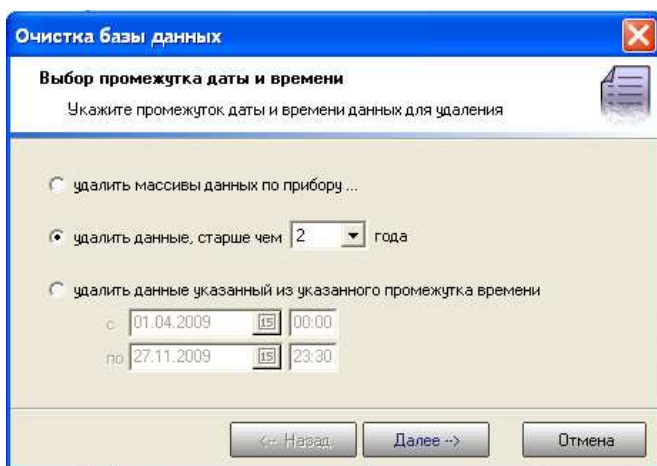 Очистка базы данных
Выбор промежутка даты и времени
Укажите промежуток даты и времени данных для удаления
удалить массивы данных по прибору ...
удалить данные, старше чем 2 года
удалить данные указанный из указанного промежутка времени
с 01.04.2009 15 00:00
по 27.11.2009 15 23:30
<-- Назад Далее --> Отмена